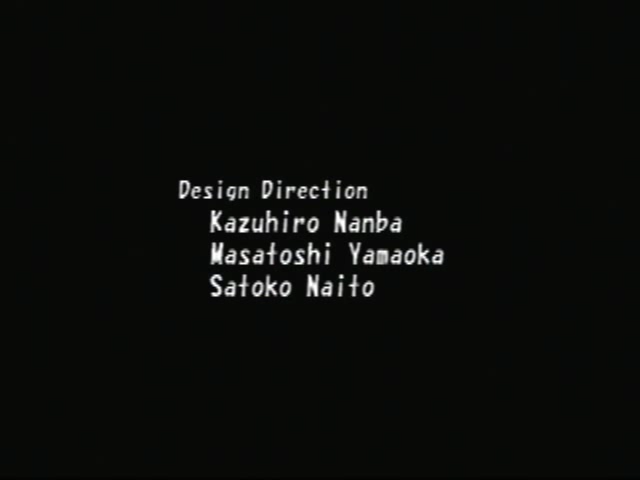 Design Direction
Kazuhiro Nanba
Masatoshi Yamaoka
Satoko Naito